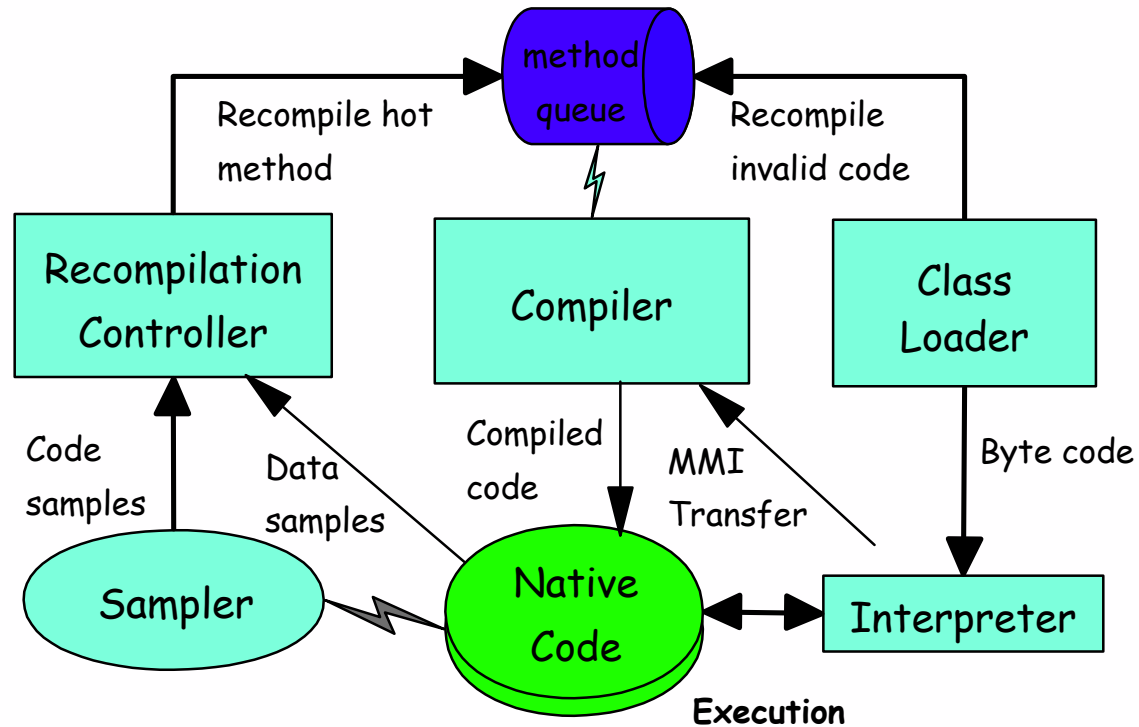 method
queue
Recompile hot
method
Recompile
invalid code
Recompilation
Controller
Compiler
Class
Loader
Code
samples
Data
samples
Compiled
code
MMI
Transfer
Byte code
Sampler
Native
Code
Interpreter
Execution